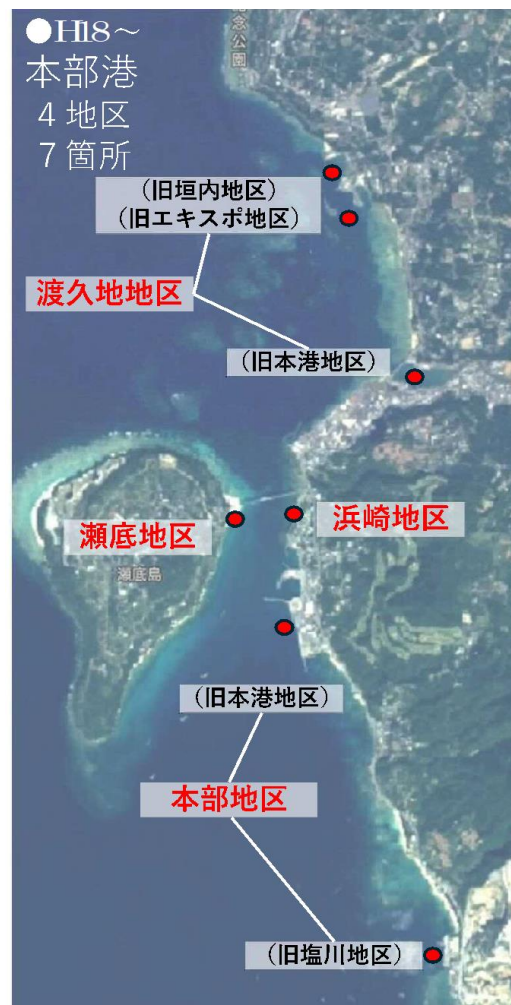 ●H18～
本部港
４地区
７箇所
念公園
（旧垣内地区）
（旧エキスポ地区）
渡久地地区
（旧本港地区）
瀬底地区
浜崎地区
瀬底島
（旧本港地区）
本部地区
（旧塩川地区）